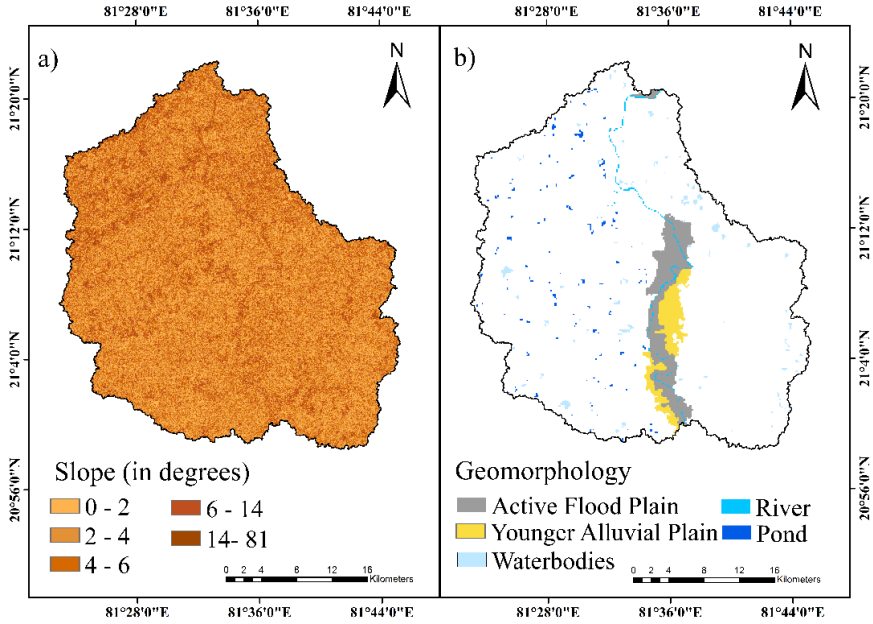 81°28'0"E 81°36'0"E 81°44'0"E 81°28'0"E 81°36'0"E 81°44'0"E
a) N
b) N
21°20'0"N 21°12'0"N 21°4'0"N 20°56'0"N
21°20'0"N 21°12'0"N 21°4'0"N 20°56'0"N
Slope (in degrees)
0 - 2 6 - 14
2 - 4 14- 81
4 - 6
0 2 4 8 12 16
Kilometers
Geomorphology
Active Flood Plain River
Younger Alluvial Plain Pond
Waterbodies
0 2 4 8 12 16
Kilometers
81°28'0"E 81°36'0"E 81°44'0"E 81°28'0"E 81°36'0"E 81°44'0"E